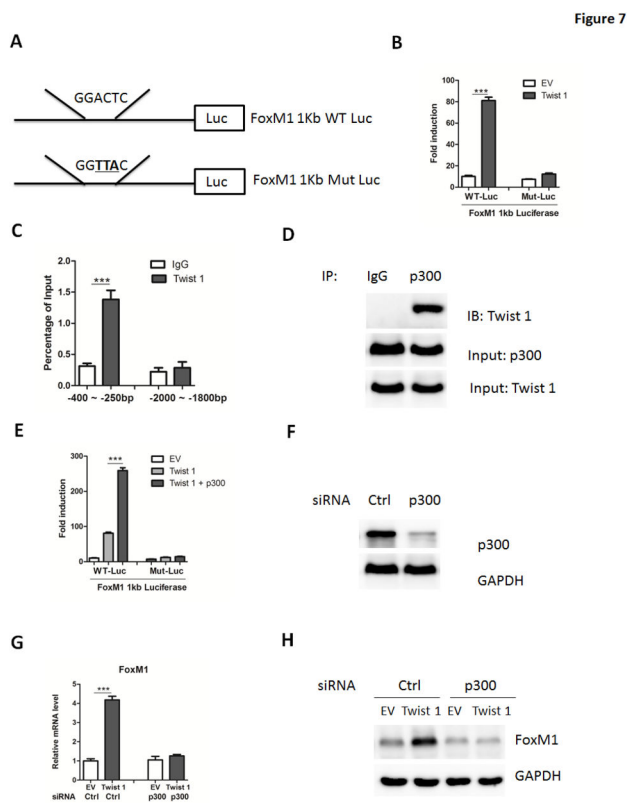 Figure 7
A
GGACTC
Luc FoxM1 1Kb WT Luc
GGTTAC
Luc FoxM1 1Kb Mut Luc
B
EV
Twist 1
Fold induction
100
80
60
40
20
0
***
WT-Luc Mut-Luc
FoxM1 1kb Luciferase
C
IgG
Twist 1
Percentage of Input
2.0
1.5
1.0
0.5
0.0
***
-400 ~ -250bp -2000 ~ -1800bp
D
IP: IgG p300
IB: Twist 1
Input: p300
Input: Twist 1
E
EV
Twist 1
Twist 1 + p300
Fold induction
300
200
100
0
***
WT-Luc Mut-Luc
FoxM1 1kb Luciferase
F
siRNA Ctrl p300
p300
GAPDH
G
FoxM1
Relative mRNA level
5
4
3
2
1
0
***
EV Twist 1 EV Twist 1
siRNA Ctrl Ctrl p300 p300
H
siRNA Ctrl p300
EV Twist 1 EV Twist 1
FoxM1
GAPDH